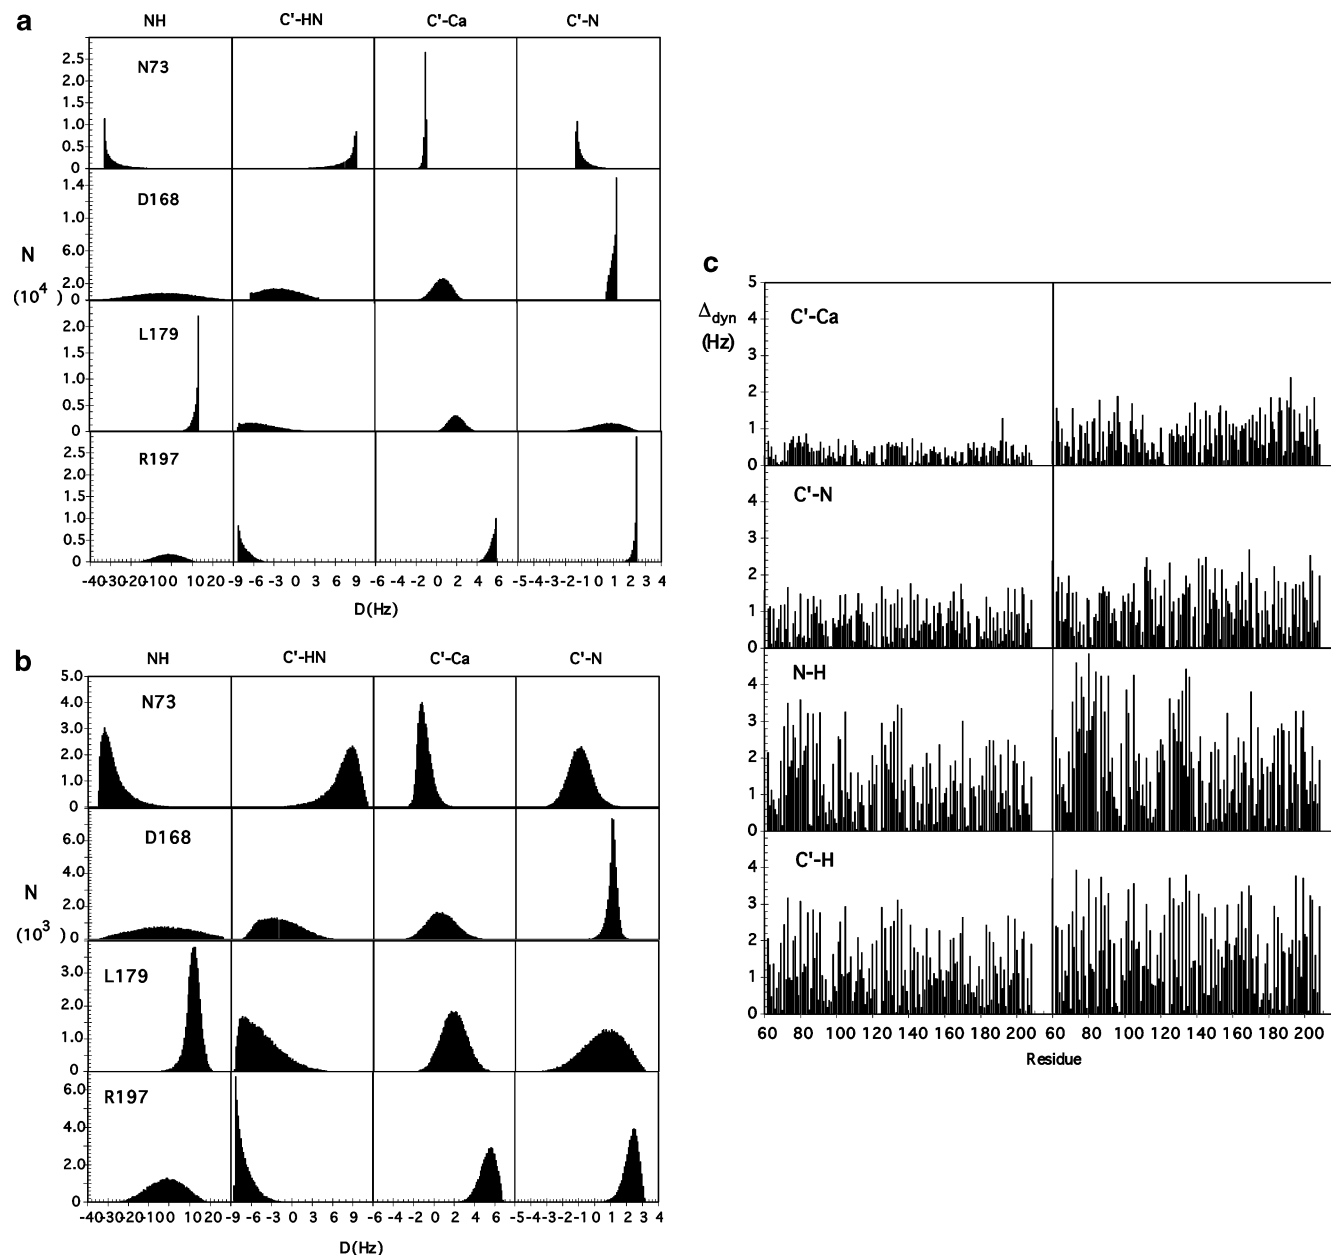 a
NH C'-HN C'-Ca C'-N
N73
2.5
2.0
1.5
1.0
0.5
0
D168
1.4
1.0
6.0
2.0
0
N
(10⁴ )
L179
2.0
1.5
1.0
0.5
0
R197
2.5
2.0
1.5
1.0
0.5
0
-40-30-20-100 10 20 -9 -6 -3 0 3 6 9 -6 -4 -2 0 2 4 6 -5-4-3-2-1 0 1 2 3 4
D(Hz)
b
NH C'-HN C'-Ca C'-N
N73
5.0
4.0
3.0
2.0
1.0
0
D168
6.0
4.0
2.0
0
N
(10³ )
L179
3.0
2.0
1.0
0
R197
6.0
4.0
2.0
0
-40-30-20-100 10 20 -9 -6 -3 0 3 6 9 -6 -4 -2 0 2 4 6 -5-4-3-2-1 0 1 2 3 4
D(Hz)
c
Δdyn
(Hz)
C'-Ca
5
4
3
2
1
0
C'-N
4
3
2
1
0
N-H
4
3
2
1
0
C'-H
4
3
2
1
0
60 80 100 120 140 160 180 200 60 80 100 120 140 160 180 200
Residue